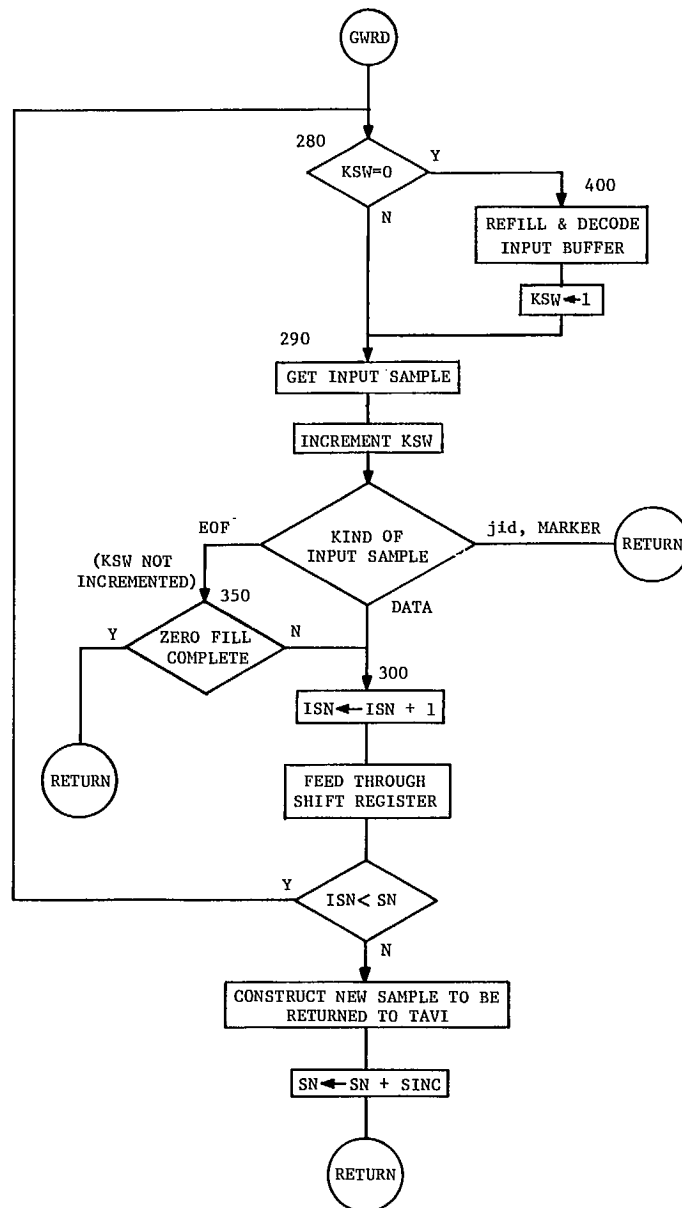 GWRD
280
KSW=0
Y
N
400
REFILL & DECODE
INPUT BUFFER
KSW←1
290
GET INPUT SAMPLE
INCREMENT KSW
EOF
KIND OF
INPUT SAMPLE
jid, MARKER
RETURN
(KSW NOT
INCREMENTED)
350
DATA
Y
ZERO FILL
COMPLETE
N
300
ISN←ISN + 1
RETURN
FEED THROUGH
SHIFT REGISTER
Y
ISN< SN
N
CONSTRUCT NEW SAMPLE TO BE
RETURNED TO TAVI
SN←SN + SINC
RETURN